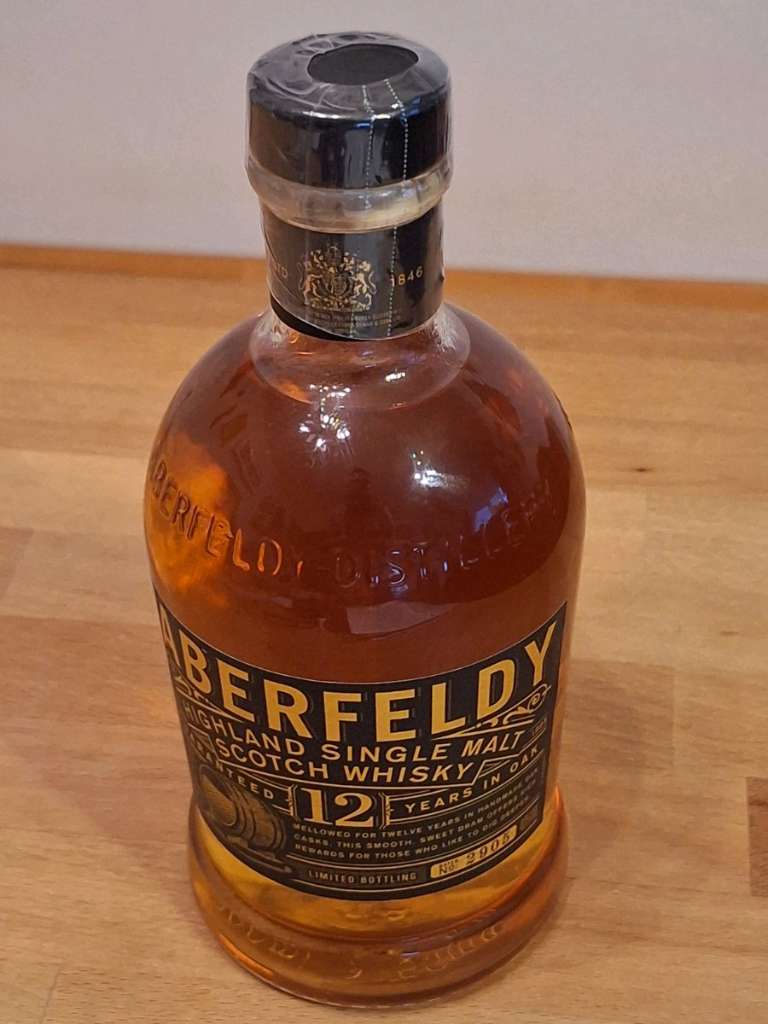 1846
ABERFELDY DISTILLERY
ABERFELDY
HIGHLAND SINGLE MALT
SCOTCH WHISKY
GUARANTEED 12 YEARS IN OAK
MELLOWED FOR TWELVE YEARS IN HANDMADE OAK
CASKS, THIS SMOOTH, SWEET DRAM OFFERS RICH
REWARDS FOR THOSE WHO LIKE TO DIG DEEPER.
LIMITED BOTTLING
No. 2905